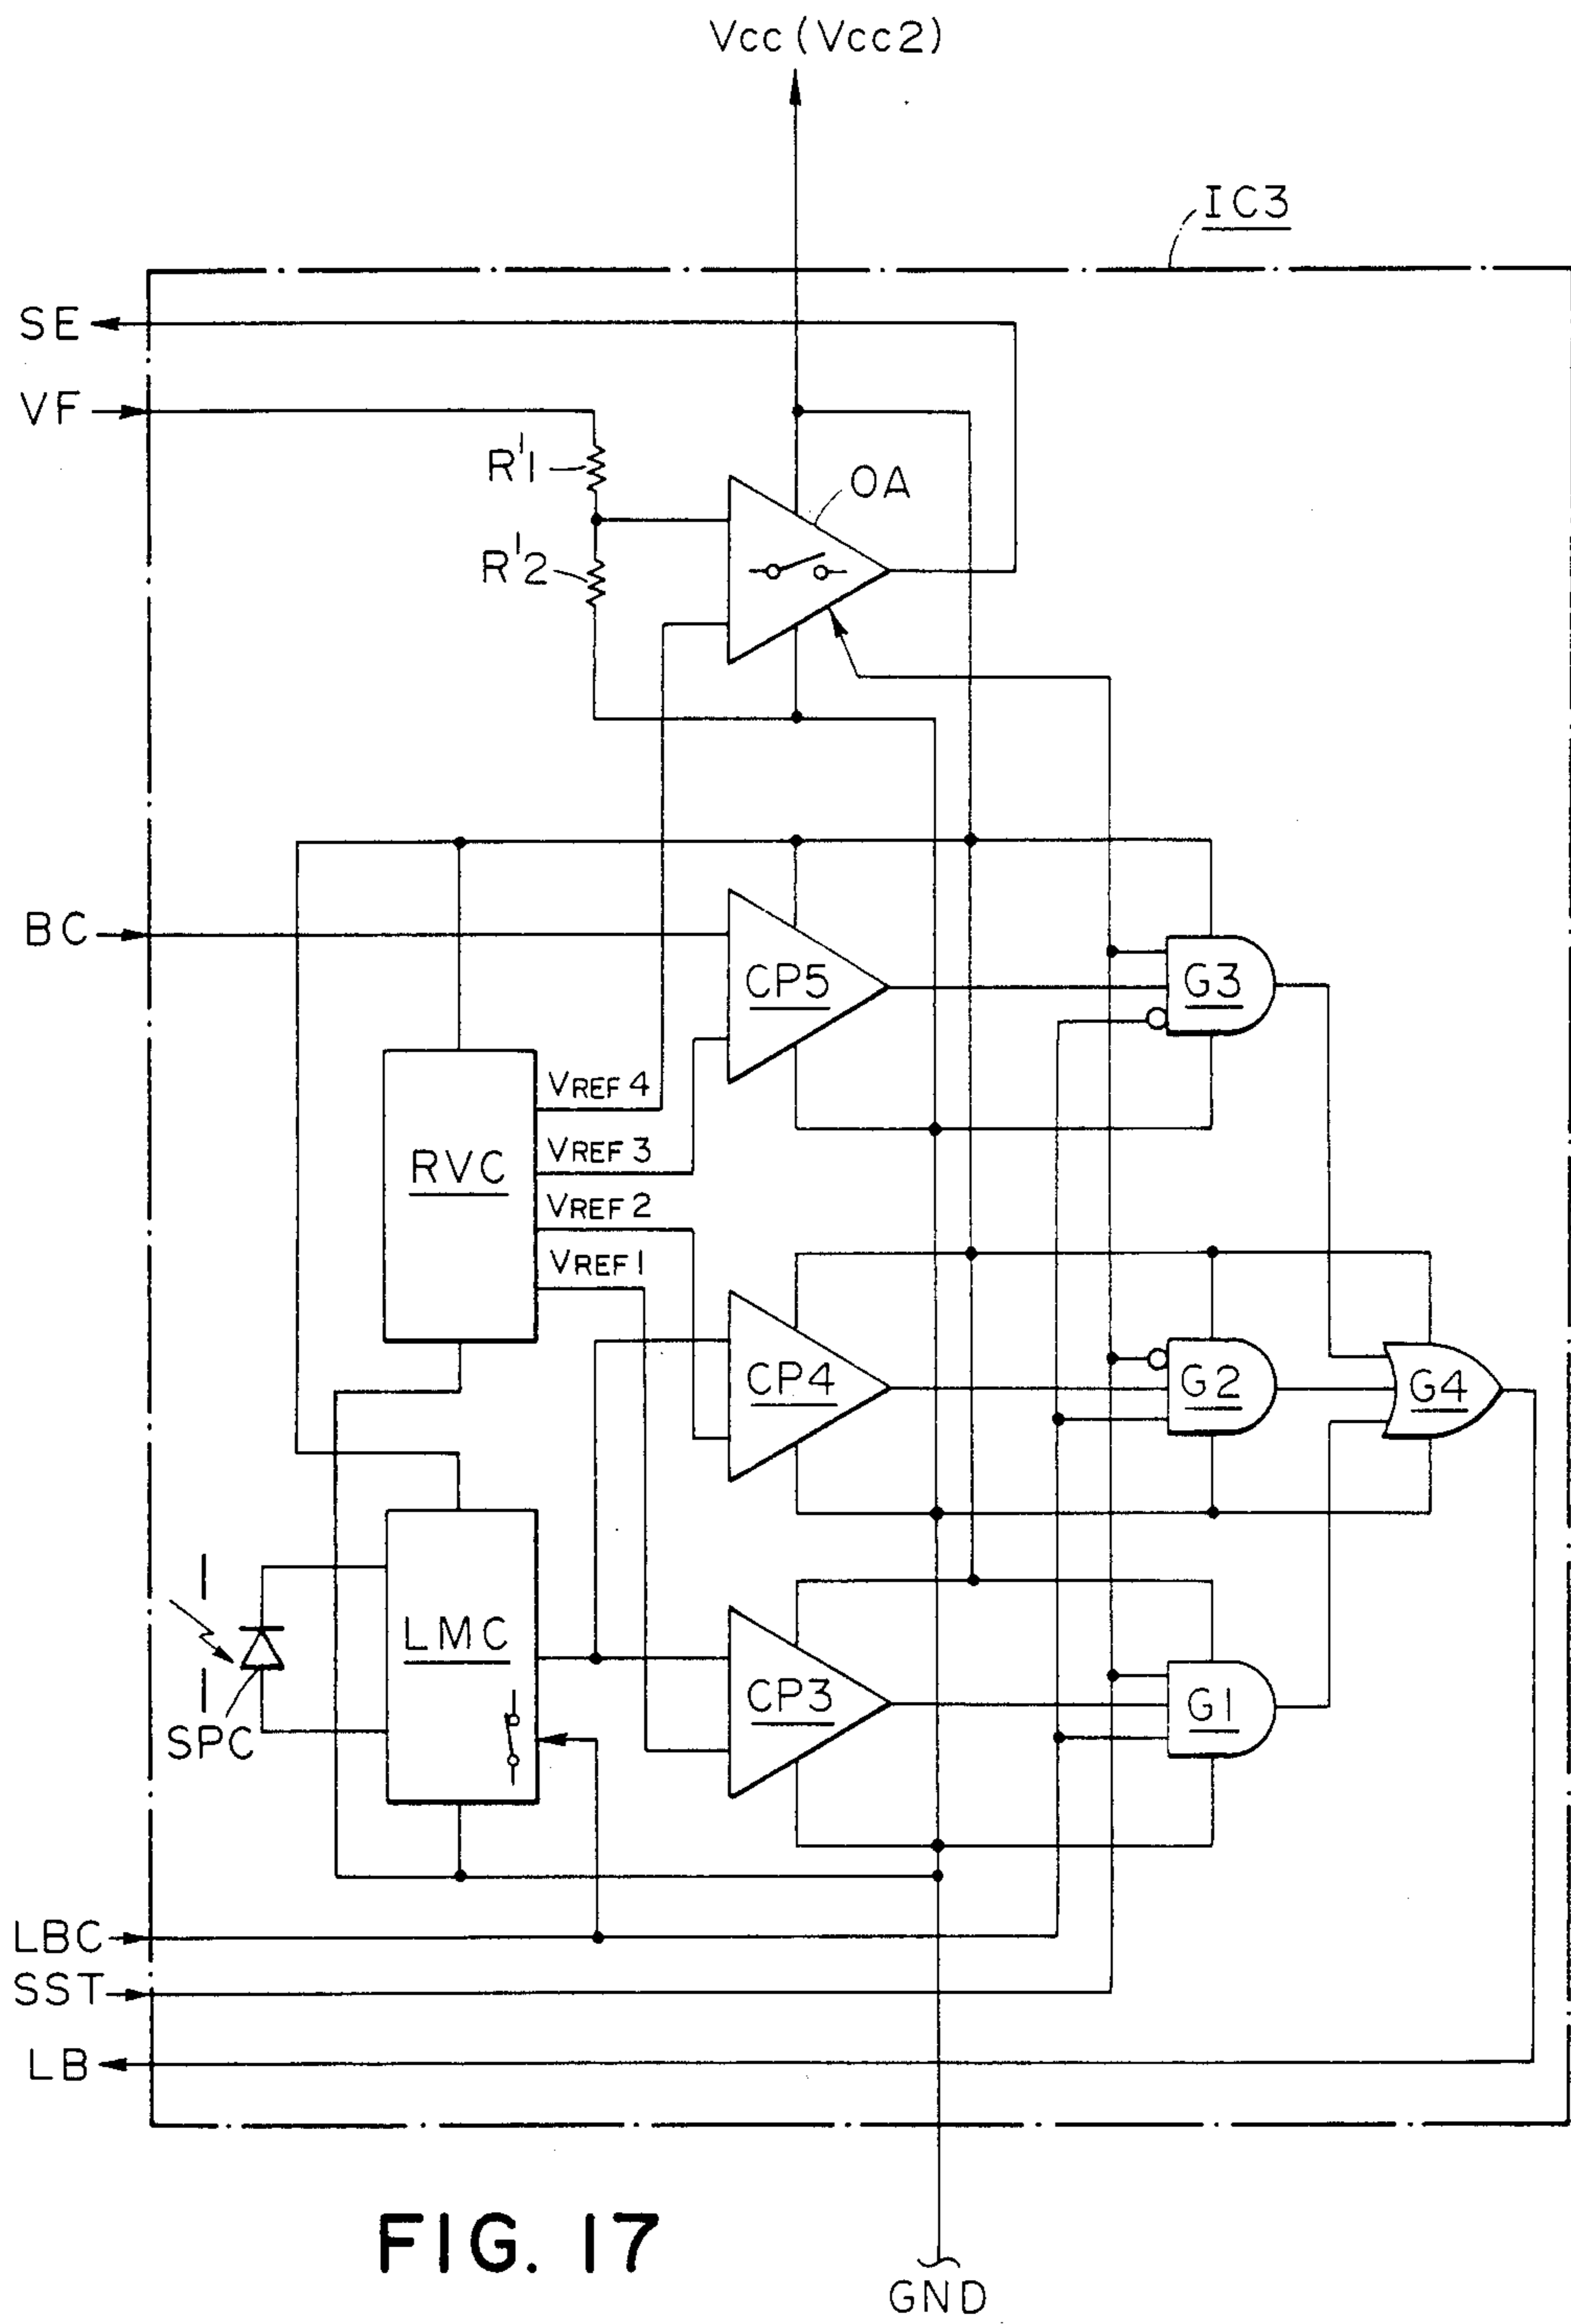 Vcc (Vcc2)
IC3
SE
VF
R'1
OA
R'2
BC
CP5
G3
VREF 4
RVC
VREF 3
VREF 2
VREF 1
CP4
G2
G4
LMC
CP3
G1
SPC
LBC
SST
LB
FIG. 17
GND